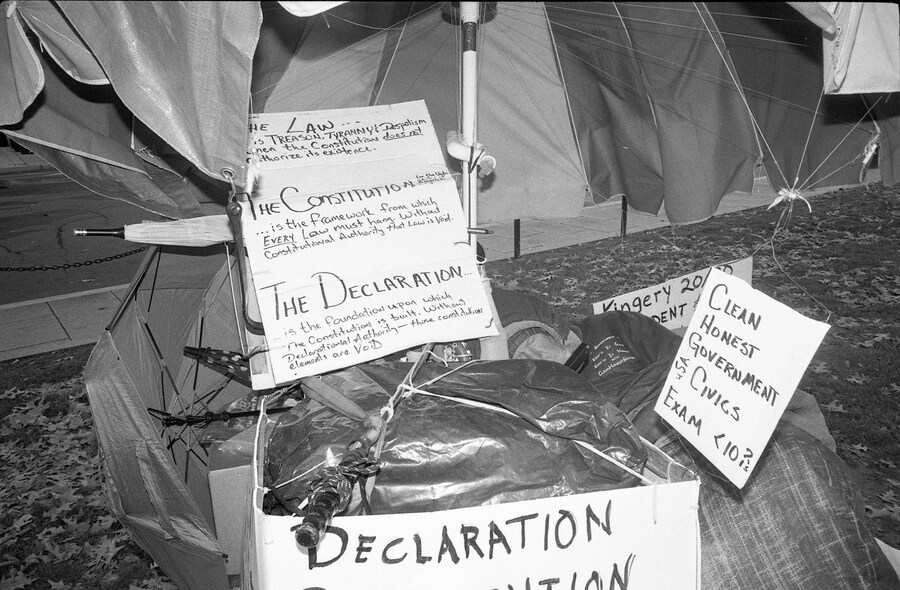 THE LAW...
is TREASON, TYRANNY & Despotism
when the Constitution does not
authorize its existence.
THE CONSTITUTION
...is the framework from which
EVERY Law must hang. Without
Constitutional Authority that Law is Void.
THE DECLARATION...
...is the foundation upon which
The Constitution is built. Without
Declarational Authority — those constitutional
elements are VOID
Kingery
DENT
CLEAN
HONEST
GOVERNMENT
USA CIVICS
EXAM <10?s
DECLARATION